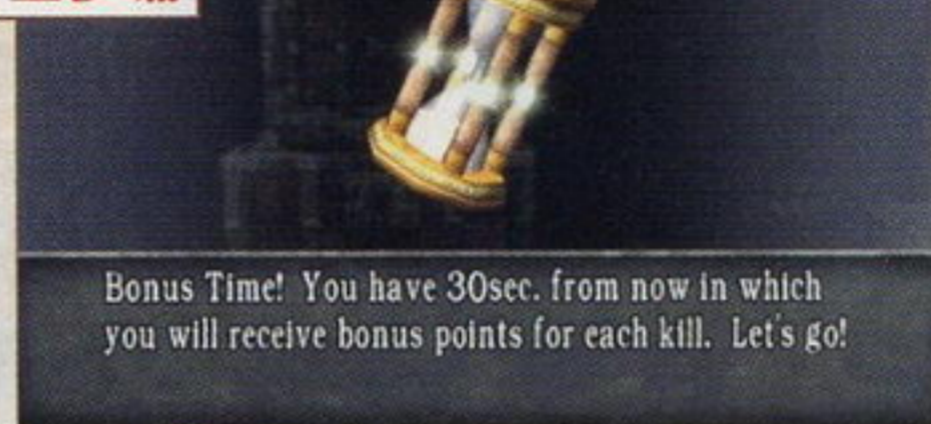 Bonus Time! You have 30sec. from now in which
you will receive bonus points for each kill. Let's go!